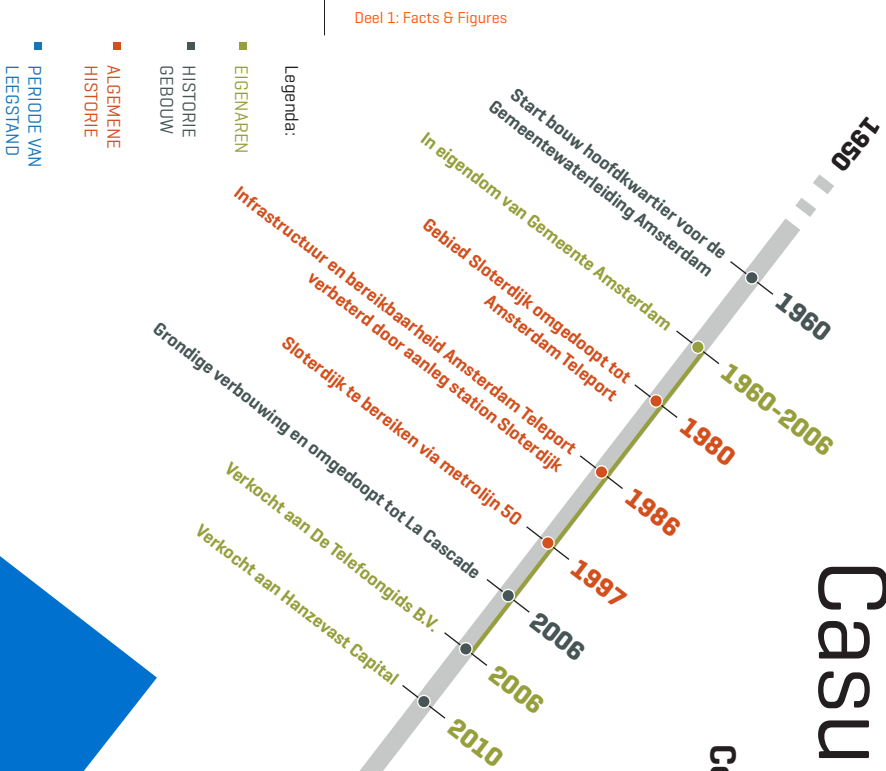 Deel 1: Facts & Figures
Legenda:
EIGENAREN
HISTORIE
GEBOUW
ALGEMENE
HISTORIE
PERIODE VAN
LEEGSTAND
1950
Start bouw hoofdkwartier voor de
Gemeentewaterleiding Amsterdam
1960
In eigendom van Gemeente Amsterdam
1960-2006
Gebied Sloterdijk omgedoopt tot
Amsterdam Teleport
1980
Infrastructuur en bereikbaarheid Amsterdam Teleport
verbeterd door aanleg station Sloterdijk
1986
Sloterdijk te bereiken via metrolijn 50
1997
Grondige verbouwing en omgedoopt tot La Cascade
2006
Verkocht aan De Telefoongids B.V.
2006
Verkocht aan Hanzevast Capital
2010
Casu